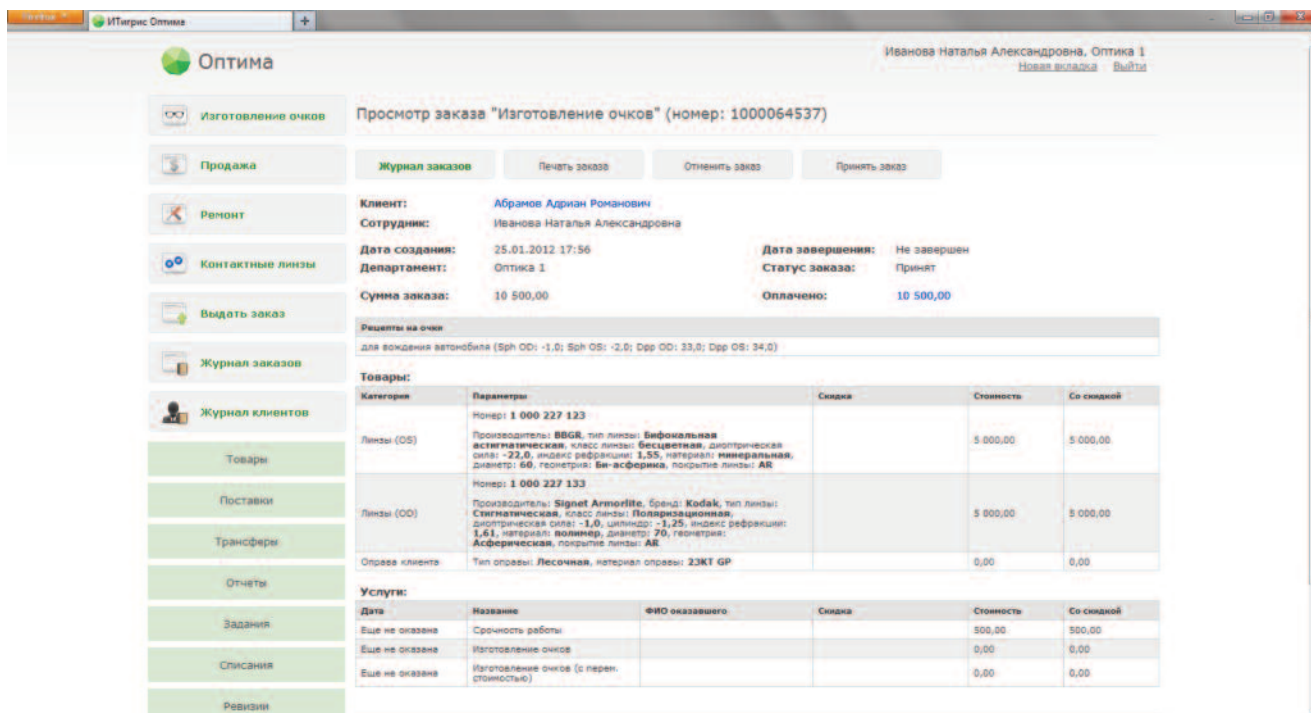 ИТигрис Оптима
+
Оптима
Иванова Наталья Александровна, Оптика 1
Новая вкладка Выйти
Изготовление очков
Продажа
Ремонт
Контактные линзы
Выдать заказ
Журнал заказов
Журнал клиентов
Товары
Поставки
Трансферы
Отчеты
Задания
Списания
Ревизии
Просмотр заказа "Изготовление очков" (номер: 1000064537)
Журнал заказов Печать заказа Отменить заказ Принять заказ
Клиент: Абрамов Адриан Романович
Сотрудник: Иванова Наталья Александровна
Дата создания: 25.01.2012 17:56 Дата завершения: Не завершен
Департамент: Оптика 1 Статус заказа: Принят
Сумма заказа: 10 500,00 Оплачено: 10 500,00
Рецепты на очки
для вождения автомобиля (Sph OD: -1,0; Sph OS: -2,0; Dpp OD: 33,0; Dpp OS: 34,0)
Товары:
Категория Параметры Скидка Стоимость Со скидкой
Номер: 1 000 227 123
Линзы (OS) 5 000,00 5 000,00
Производитель: BBGR, тип линзы: Бифокальная
астигматическая, класс линзы: бесцветная, диоптрическая
сила: -22,0, индекс рефракции: 1,55, материал: минеральная,
диаметр: 60, геометрия: Би-асферика, покрытие линзы: AR
Номер: 1 000 227 133
Линзы (OD) 5 000,00 5 000,00
Производитель: Signet Armorlite, бренд: Kodak, тип линзы:
Стигматическая, класс линзы: Поляризационная,
диоптрическая сила: -1,0, цилиндр: -1,25, индекс рефракции:
1,61, материал: полимер, диаметр: 70, геометрия:
Асферическая, покрытие линзы: AR
Оправа клиента Тип оправы: Лесочная, материал оправы: 23KT GP 0,00 0,00
Услуги:
Дата Название ФИО оказавшего Скидка Стоимость Со скидкой
Еще не оказана Срочность работы 500,00 500,00
Еще не оказана Изготовление очков 0,00 0,00
Еще не оказана Изготовление очков (с перем. 0,00 0,00
стоимостью)